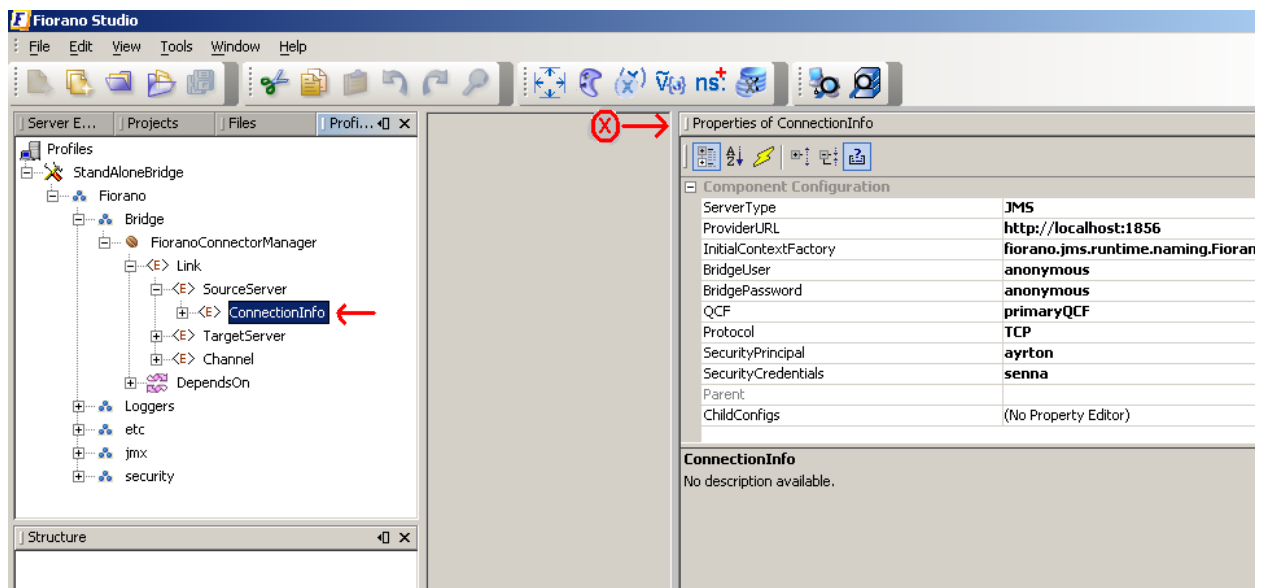 Fiorano Studio
File Edit View Tools Window Help
ns:
Server E... Projects Files Profi...
Profiles
StandAloneBridge
Fiorano
Bridge
FioranoConnectorManager
<E> Link
<E> SourceServer
<E> ConnectionInfo
<E> TargetServer
<E> Channel
DependsOn
Loggers
etc
jmx
security
Structure
X
Properties of ConnectionInfo
Component Configuration
ServerType JMS
ProviderURL http://localhost:1856
InitialContextFactory fiorano.jms.runtime.naming.Fioran
BridgeUser anonymous
BridgePassword anonymous
QCF primaryQCF
Protocol TCP
SecurityPrincipal ayrton
SecurityCredentials senna
Parent
ChildConfigs (No Property Editor)
ConnectionInfo
No description available.